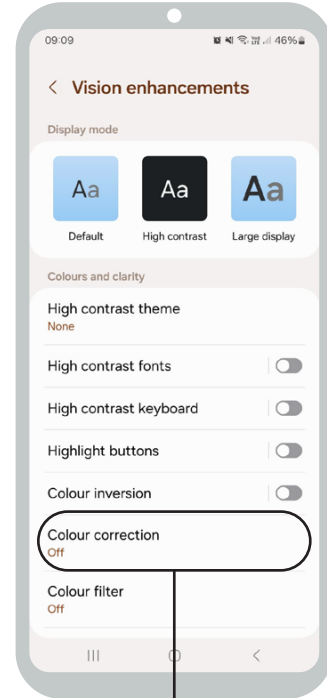 09:09 46%
< Vision enhancements
Display mode
Aa Aa Aa
Default High contrast Large display
Colours and clarity
High contrast theme
None
High contrast fonts
High contrast keyboard
Highlight buttons
Colour inversion
Colour correction
Off
Colour filter
Off